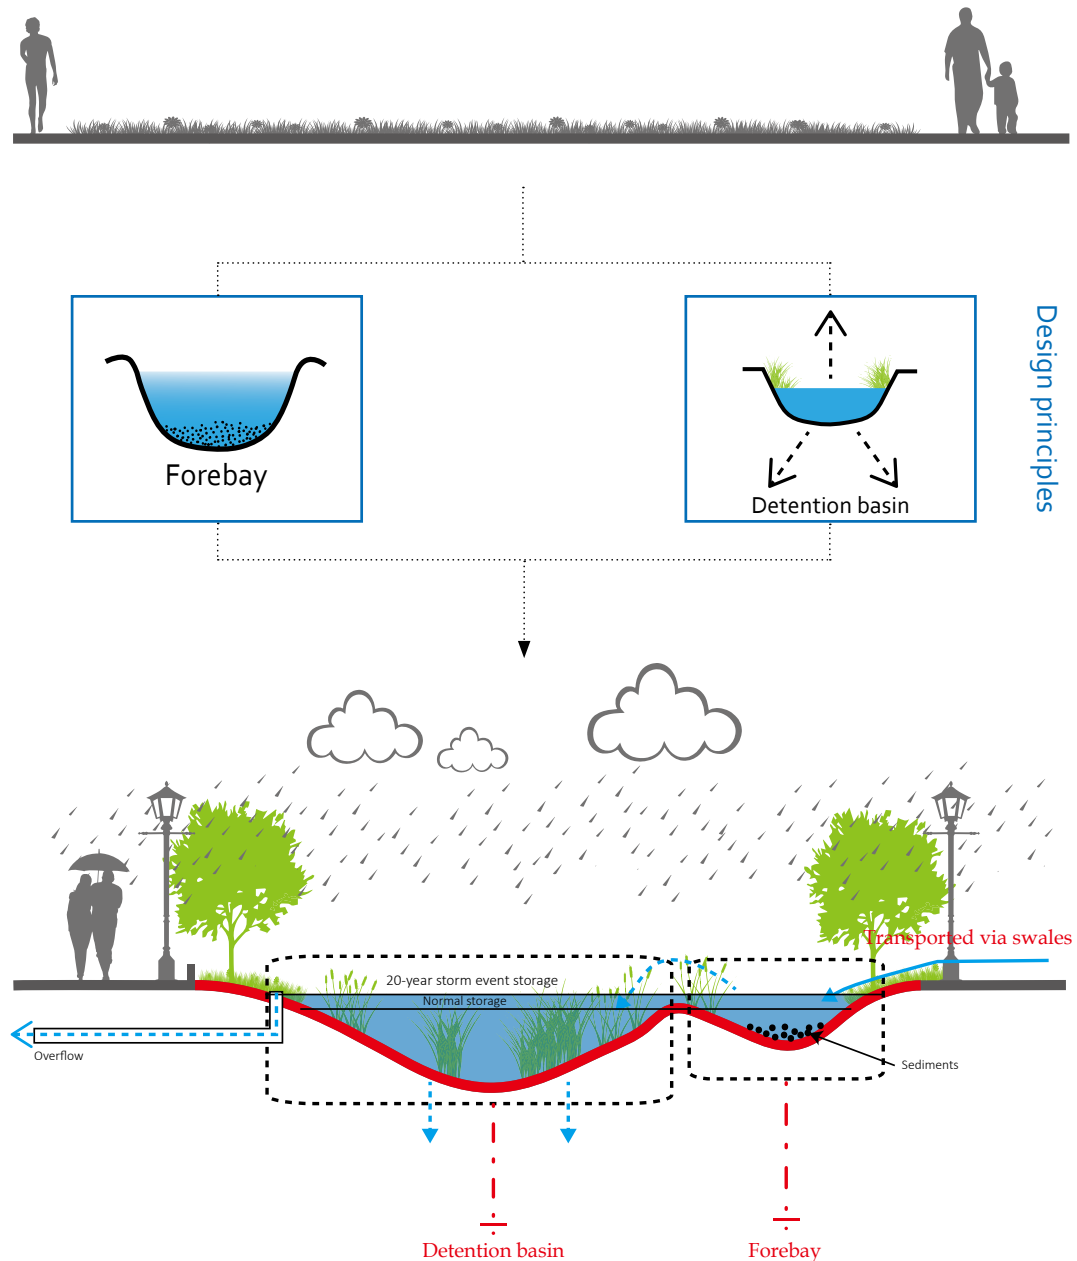 Design principles
Forebay
Detention basin
Transported via swales
20-year storm event storage
Normal storage
Overflow
Sediments
Detention basin
Forebay